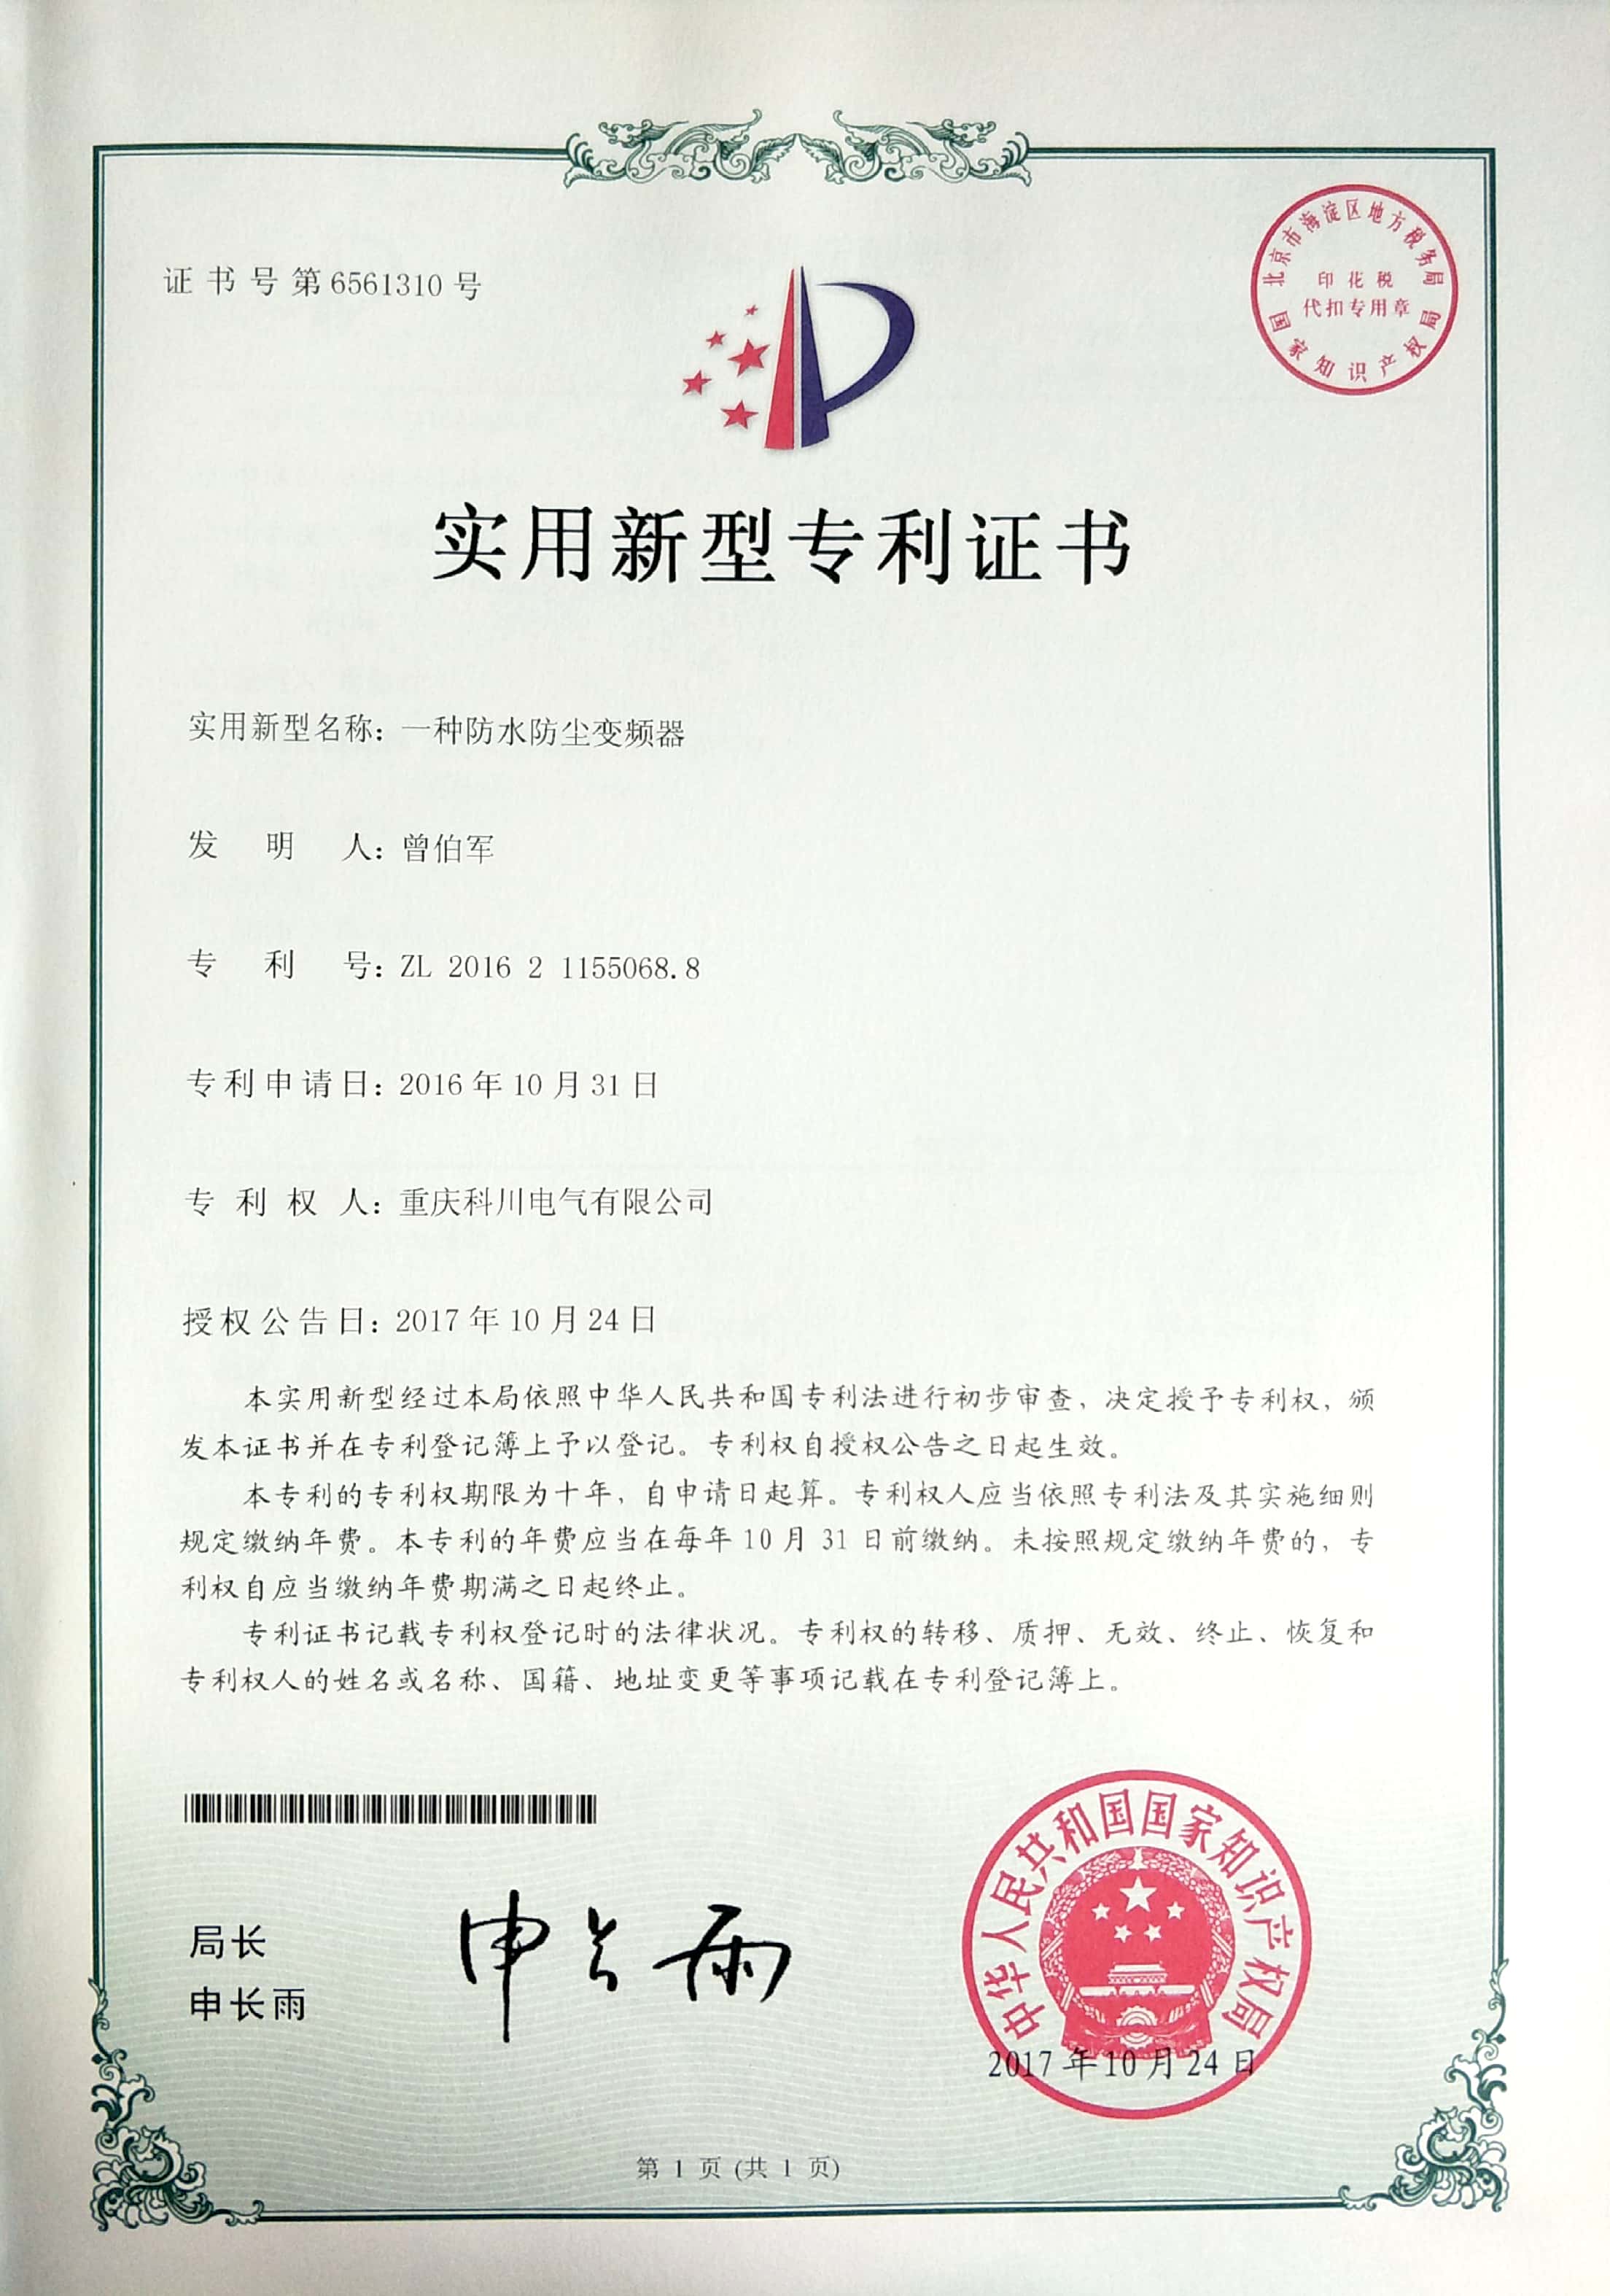 证书号第6561310号
北京市海淀区地方税务局
印花税
代扣专用章
国家知识产权局
实用新型专利证书
实用新型名称：一种防水防尘变频器
发明人：曾伯军
专利号：ZL 2016 2 1155068.8
专利申请日：2016年10月31日
专利权人：重庆科川电气有限公司
授权公告日：2017年10月24日
本实用新型经过本局依照中华人民共和国专利法进行初步审查，决定授予专利权，颁
发本证书并在专利登记簿上予以登记。专利权自授权公告之日起生效。
本专利的专利权期限为十年，自申请日起算。专利权人应当依照专利法及其实施细则
规定缴纳年费。本专利的年费应当在每年10月31日前缴纳。未按照规定缴纳年费的，专
利权自应当缴纳年费期满之日起终止。
专利证书记载专利权登记时的法律状况。专利权的转移、质押、无效、终止、恢复和
专利权人的姓名或名称、国籍、地址变更等事项记载在专利登记簿上。
局长
申长雨
申长雨
中华人民共和国国家知识产权局
2017年10月24日
第1页(共1页)